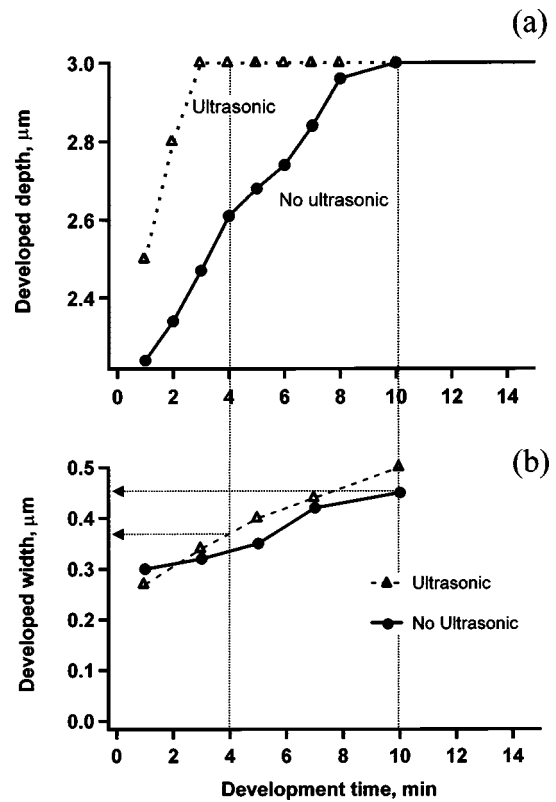 (a)
3.0
Ultrasonic
2.8
No ultrasonic
2.6
2.4
Developed depth, μm
0 2 4 6 8 10 12 14
(b)
0.5
0.4
0.3
0.2
0.1
0.0
Developed width, μm
Ultrasonic
No Ultrasonic
0 2 4 6 8 10 12 14
Development time, min